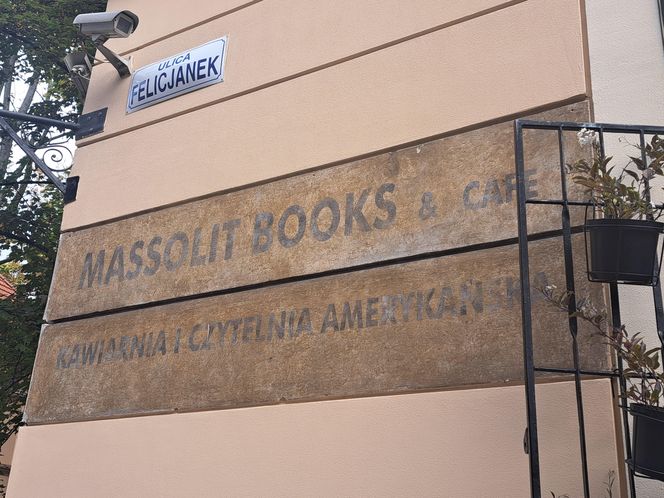 ULICA
FELICJANEK
MASSOLIT BOOKS & CAFE
KAWIARNIA I CZYTELNIA AMERYKAŃSKA